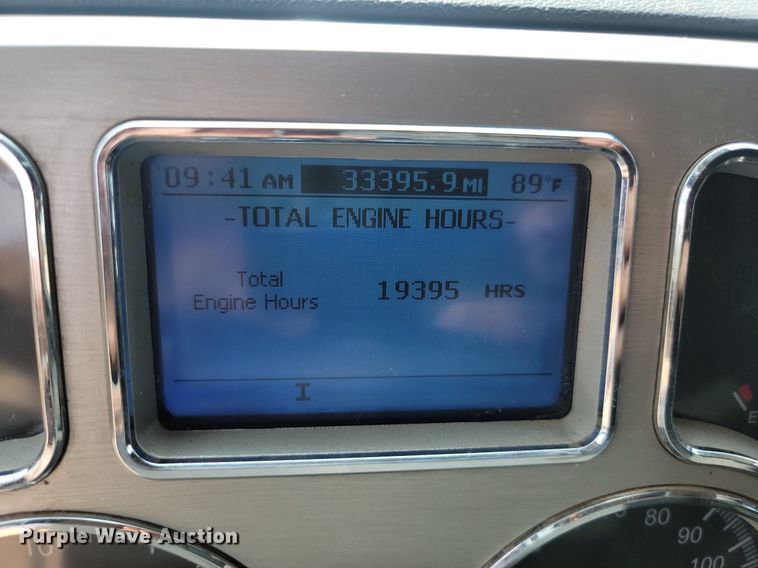 09:41 AM 33395.9 MI 89°F
-TOTAL ENGINE HOURS-
Total
Engine Hours 19395 HRS
I
E
80
90
100
10
Purple Wave Auction